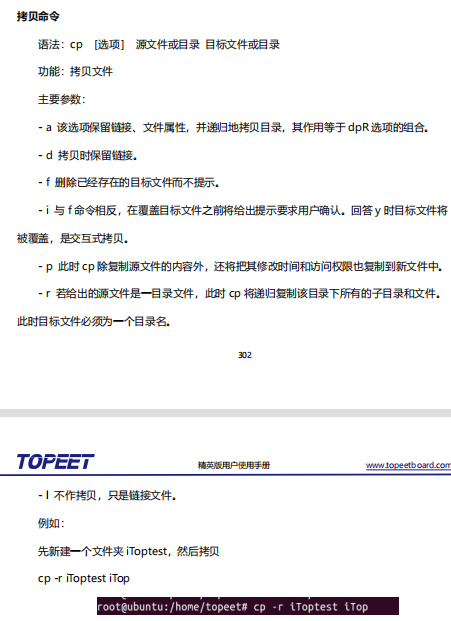 拷贝命令
语法：cp [选项] 源文件或目录 目标文件或目录
功能：拷贝文件
主要参数：
- a 该选项保留链接、文件属性，并递归地拷贝目录，其作用等于 dpR 选项的组合。
- d 拷贝时保留链接。
- f 删除已经存在的目标文件而不提示。
- i 与 f 命令相反，在覆盖目标文件之前将给出提示要求用户确认。回答 y 时目标文件将
被覆盖，是交互式拷贝。
- p 此时 cp 除复制源文件的内容外，还将把其修改时间和访问权限也复制到新文件中。
- r 若给出的源文件是一目录文件，此时 cp 将递归复制该目录下所有的子目录和文件。
此时目标文件必须为一个目录名。
302
TOPEET 精英版用户使用手册 www.topeetboard.com
- l 不作拷贝，只是链接文件。
例如：
先新建一个文件夹 iToptest，然后拷贝
cp -r iToptest iTop
root@ubuntu:/home/topeet# cp -r iToptest iTop